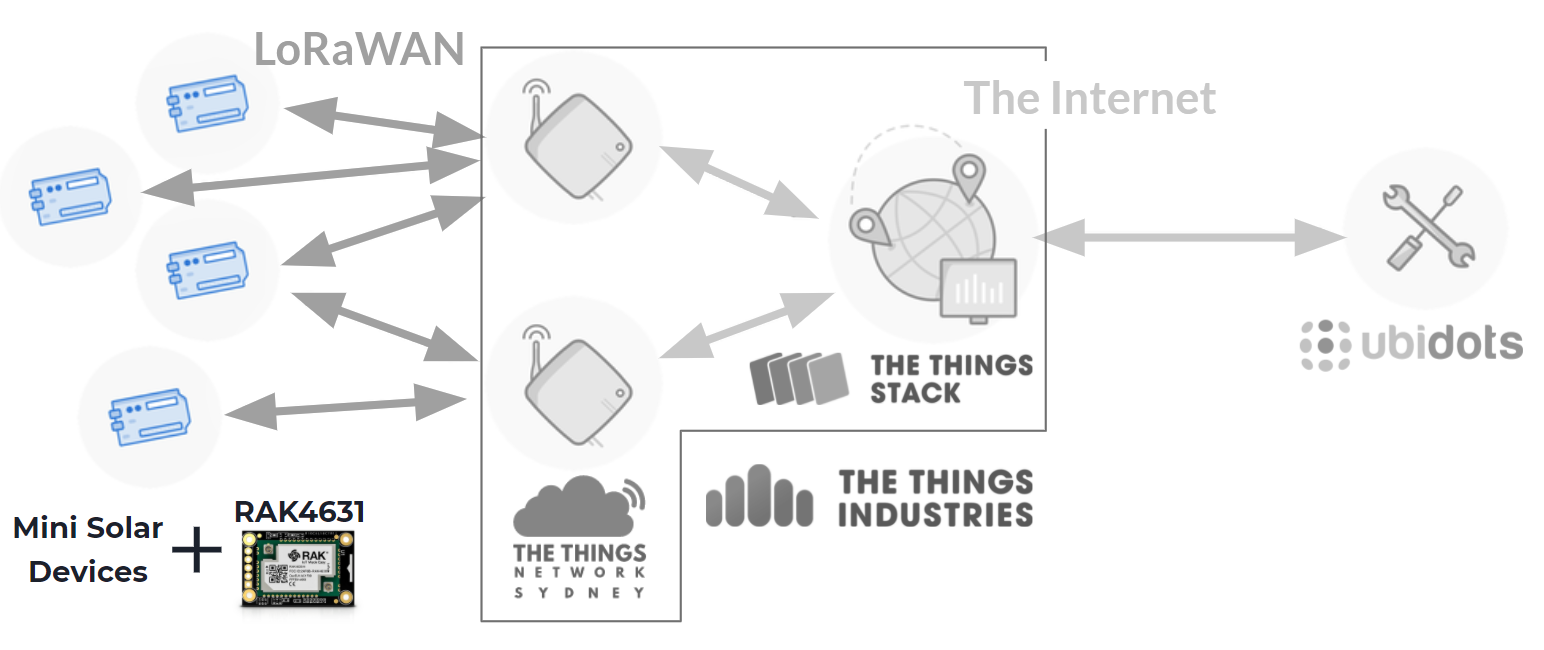 LoRaWAN
The Internet
THE THINGS
STACK
ubidots
THE THINGS
INDUSTRIES
THE THINGS
NETWORK
SYDNEY
Mini Solar
Devices
+
RAK4631
RAK